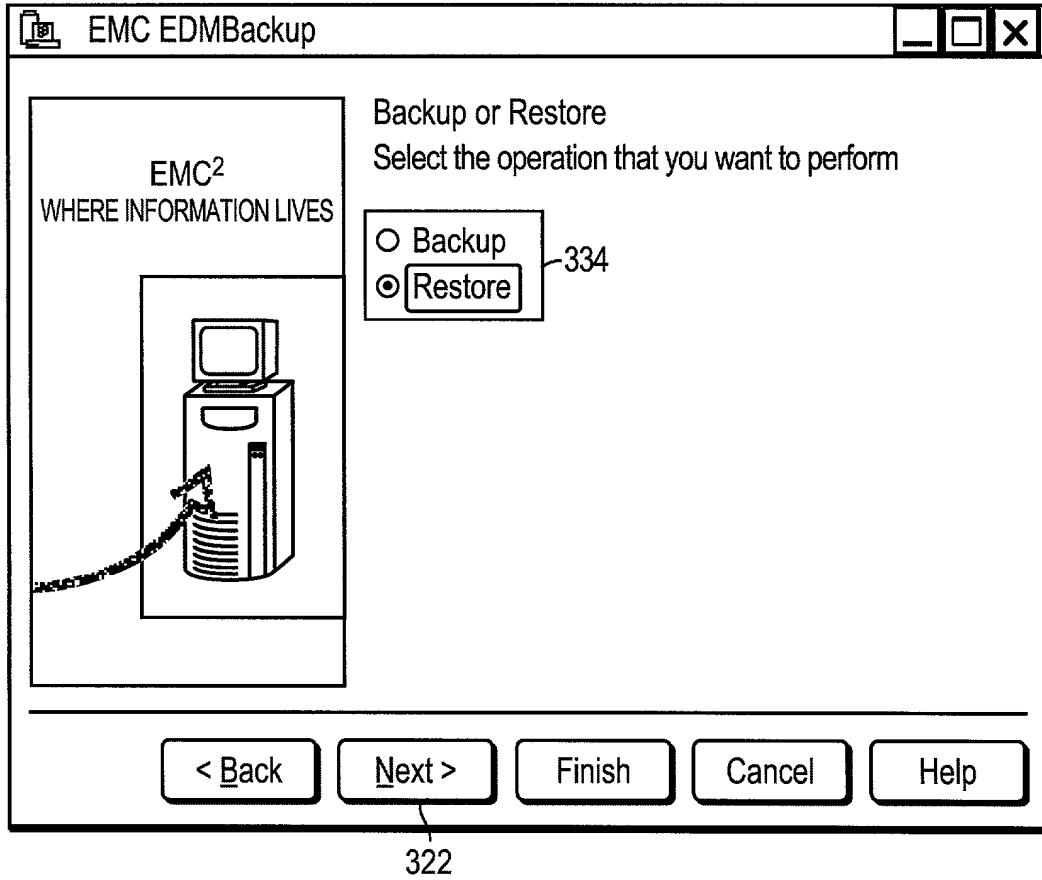 EMC EDMBackup
EMC2
WHERE INFORMATION LIVES
Backup or Restore
Select the operation that you want to perform
Backup
Restore
334
< Back
Next >
Finish
Cancel
Help
322